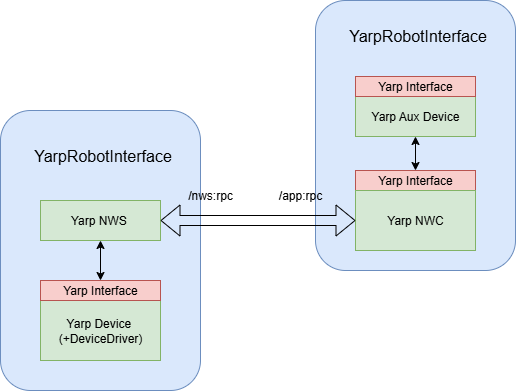 YarpRobotInterface
Yarp Interface
Yarp Aux Device
Yarp Interface
Yarp NWC
YarpRobotInterface
/nws:rpc
/app:rpc
Yarp NWS
Yarp Interface
Yarp Device
(+DeviceDriver)